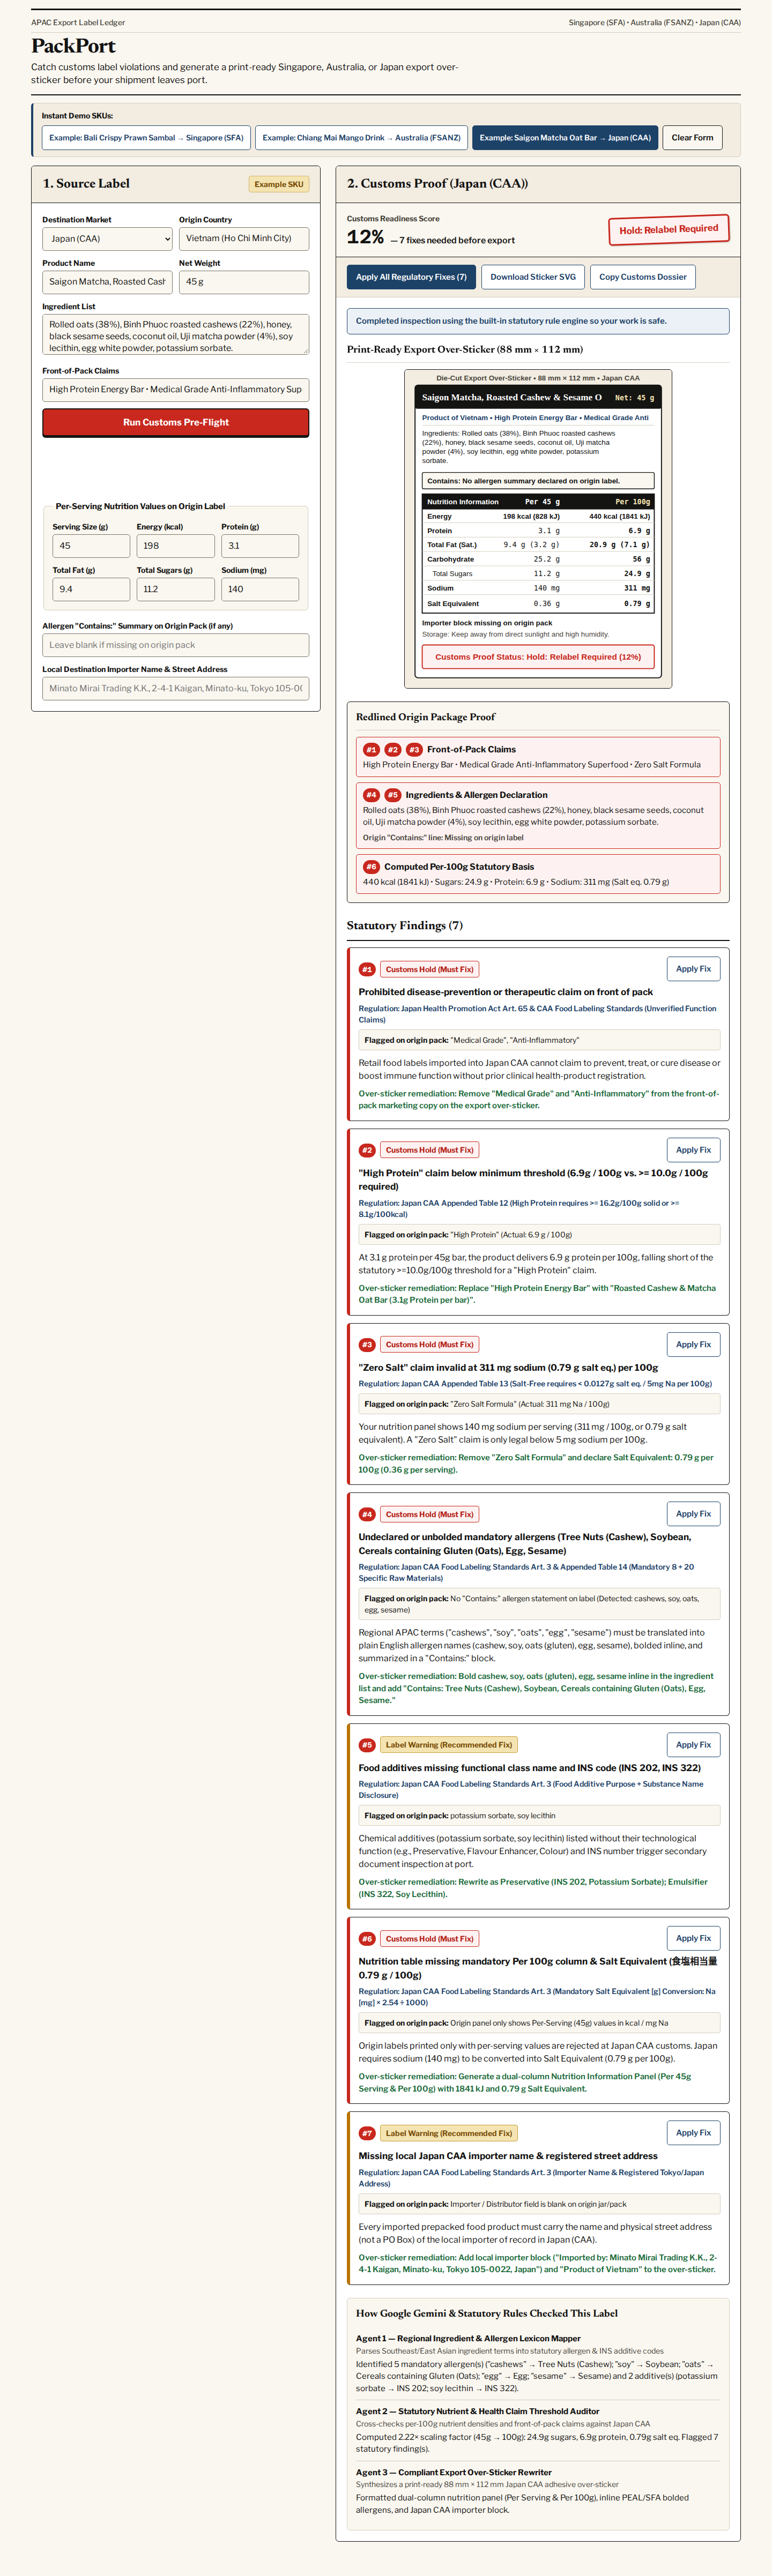 APAC Export Label Ledger
Singapore (SFA) • Australia (FSANZ) • Japan (CAA)
PackPort
Catch customs label violations and generate a print-ready Singapore, Australia, or Japan export over-
sticker before your shipment leaves port.
Instant Demo SKUs:
Example: Bali Crispy Prawn Sambal → Singapore (SFA)
Example: Chiang Mai Mango Drink → Australia (FSANZ)
Example: Saigon Matcha Oat Bar → Japan (CAA)
Clear Form
1. Source Label
Example SKU
Destination Market
Origin Country
Japan (CAA)
Vietnam (Ho Chi Minh City)
Product Name
Net Weight
Saigon Matcha, Roasted Cash
45 g
Ingredient List
Rolled oats (38%), Binh Phuoc roasted cashews (22%), honey,
black sesame seeds, coconut oil, Uji matcha powder (4%), soy
lecithin, egg white powder, potassium sorbate.
Front-of-Pack Claims
High Protein Energy Bar • Medical Grade Anti-Inflammatory Sup
Run Customs Pre-Flight
Per-Serving Nutrition Values on Origin Label
Serving Size (g)
Energy (kcal)
Protein (g)
45
198
3.1
Total Fat (g)
Total Sugars (g)
Sodium (mg)
9.4
11.2
140
Allergen "Contains:" Summary on Origin Pack (if any)
Leave blank if missing on origin pack
Local Destination Importer Name & Street Address
Minato Mirai Trading K.K., 2-4-1 Kaigan, Minato-ku, Tokyo 105-00
2. Customs Proof (Japan (CAA))
Customs Readiness Score
12% — 7 fixes needed before export
Hold: Relabel Required
Apply All Regulatory Fixes (7)
Download Sticker SVG
Copy Customs Dossier
Completed inspection using the built-in statutory rule engine so your work is safe.
Print-Ready Export Over-Sticker (88 mm × 112 mm)
Die-Cut Export Over-Sticker • 88 mm × 112 mm • Japan CAA
Saigon Matcha, Roasted Cashew & Sesame O
Net: 45 g
Product of Vietnam • High Protein Energy Bar • Medical Grade Anti
Ingredients: Rolled oats (38%), Binh Phuoc roasted cashews
(22%), honey, black sesame seeds, coconut oil, Uji matcha
powder (4%), soy lecithin, egg white powder, potassium
sorbate.
Contains: No allergen summary declared on origin label.
Nutrition Information Per 45 g Per 100g
Energy 198 kcal (828 kJ) 440 kcal (1841 kJ)
Protein 3.1 g 6.9 g
Total Fat (Sat.) 9.4 g (3.2 g) 20.9 g (7.1 g)
Carbohydrate 25.2 g 56 g
Total Sugars 11.2 g 24.9 g
Sodium 140 mg 311 mg
Salt Equivalent 0.36 g 0.79 g
Importer block missing on origin pack
Storage: Keep away from direct sunlight and high humidity.
Customs Proof Status: Hold: Relabel Required (12%)
Redlined Origin Package Proof
#1 #2 #3 Front-of-Pack Claims
High Protein Energy Bar • Medical Grade Anti-Inflammatory Superfood • Zero Salt Formula
#4 #5 Ingredients & Allergen Declaration
Rolled oats (38%), Binh Phuoc roasted cashews (22%), honey, black sesame seeds, coconut
oil, Uji matcha powder (4%), soy lecithin, egg white powder, potassium sorbate.
Origin "Contains:" line: Missing on origin label
#6 Computed Per-100g Statutory Basis
440 kcal (1841 kJ) • Sugars: 24.9 g • Protein: 6.9 g • Sodium: 311 mg (Salt eq. 0.79 g)
Statutory Findings (7)
#1 Customs Hold (Must Fix)
Apply Fix
Prohibited disease-prevention or therapeutic claim on front of pack
Regulation: Japan Health Promotion Act Art. 65 & CAA Food Labeling Standards (Unverified Function
Claims)
Flagged on origin pack: "Medical Grade", "Anti-Inflammatory"
Retail food labels imported into Japan CAA cannot claim to prevent, treat, or cure disease or
boost immune function without prior clinical health-product registration.
Over-sticker remediation: Remove "Medical Grade" and "Anti-Inflammatory" from the front-of-
pack marketing copy on the export over-sticker.
#2 Customs Hold (Must Fix)
Apply Fix
"High Protein" claim below minimum threshold (6.9g / 100g vs. >= 10.0g / 100g
required)
Regulation: Japan CAA Appended Table 12 (High Protein requires >= 16.2g/100g solid or >=
8.1g/100kcal)
Flagged on origin pack: "High Protein" (Actual: 6.9 g / 100g)
At 3.1 g protein per 45g bar, the product delivers 6.9 g protein per 100g, falling short of the
statutory >=10.0g/100g threshold for a "High Protein" claim.
Over-sticker remediation: Replace "High Protein Energy Bar" with "Roasted Cashew & Matcha
Oat Bar (3.1g Protein per bar)".
#3 Customs Hold (Must Fix)
Apply Fix
"Zero Salt" claim invalid at 311 mg sodium (0.79 g salt eq.) per 100g
Regulation: Japan CAA Appended Table 13 (Salt-Free requires < 0.0127g salt eq. / 5mg Na per 100g)
Flagged on origin pack: "Zero Salt Formula" (Actual: 311 mg Na / 100g)
Your nutrition panel shows 140 mg sodium per serving (311 mg / 100g, or 0.79 g salt
equivalent). A "Zero Salt" claim is only legal below 5 mg sodium per 100g.
Over-sticker remediation: Remove "Zero Salt Formula" and declare Salt Equivalent: 0.79 g per
100g (0.36 g per serving).
#4 Customs Hold (Must Fix)
Apply Fix
Undeclared or unbolded mandatory allergens (Tree Nuts (Cashew), Soybean,
Cereals containing Gluten (Oats), Egg, Sesame)
Regulation: Japan CAA Food Labeling Standards Art. 3 & Appended Table 14 (Mandatory 8 + 20
Specific Raw Materials)
Flagged on origin pack: No "Contains:" allergen statement on label (Detected: cashews, soy, oats,
egg, sesame)
Regional APAC terms ("cashews", "soy", "oats", "egg", "sesame") must be translated into
plain English allergen names (cashew, soy, oats (gluten), egg, sesame), bolded inline, and
summarized in a "Contains:" block.
Over-sticker remediation: Bold cashew, soy, oats (gluten), egg, sesame inline in the ingredient
list and add "Contains: Tree Nuts (Cashew), Soybean, Cereals containing Gluten (Oats), Egg,
Sesame."
#5 Label Warning (Recommended Fix)
Apply Fix
Food additives missing functional class name and INS code (INS 202, INS 322)
Regulation: Japan CAA Food Labeling Standards Art. 3 (Food Additive Purpose + Substance Name
Disclosure)
Flagged on origin pack: potassium sorbate, soy lecithin
Chemical additives (potassium sorbate, soy lecithin) listed without their technological
function (e.g., Preservative, Flavour Enhancer, Colour) and INS number trigger secondary
document inspection at port.
Over-sticker remediation: Rewrite as Preservative (INS 202, Potassium Sorbate); Emulsifier
(INS 322, Soy Lecithin).
#6 Customs Hold (Must Fix)
Apply Fix
Nutrition table missing mandatory Per 100g column & Salt Equivalent (食塩相当量
0.79 g / 100g)
Regulation: Japan CAA Food Labeling Standards Art. 3 (Mandatory Salt Equivalent [g] Conversion: Na
[mg] × 2.54 ÷ 1000)
Flagged on origin pack: Origin panel only shows Per-Serving (45g) values in kcal / mg Na
Origin labels printed only with per-serving values are rejected at Japan CAA customs. Japan
requires sodium (140 mg) to be converted into Salt Equivalent (0.79 g per 100g).
Over-sticker remediation: Generate a dual-column Nutrition Information Panel (Per 45g
Serving & Per 100g) with 1841 kJ and 0.79 g Salt Equivalent.
#7 Label Warning (Recommended Fix)
Apply Fix
Missing local Japan CAA importer name & registered street address
Regulation: Japan CAA Food Labeling Standards Art. 3 (Importer Name & Registered Tokyo/Japan
Address)
Flagged on origin pack: Importer / Distributor field is blank on origin jar/pack
Every imported prepacked food product must carry the name and physical street address
(not a PO Box) of the local importer of record in Japan (CAA).
Over-sticker remediation: Add local importer block ("Imported by: Minato Mirai Trading K.K., 2-
4-1 Kaigan, Minato-ku, Tokyo 105-0022, Japan") and "Product of Vietnam" to the over-sticker.
How Google Gemini & Statutory Rules Checked This Label
Agent 1 — Regional Ingredient & Allergen Lexicon Mapper
Parses Southeast/East Asian ingredient terms into statutory allergen & INS additive codes
Identified 5 mandatory allergen(s) ("cashews" → Tree Nuts (Cashew); "soy" → Soybean; "oats" →
Cereals containing Gluten (Oats); "egg" → Egg; "sesame" → Sesame) and 2 additive(s) (potassium
sorbate → INS 202; soy lecithin → INS 322).
Agent 2 — Statutory Nutrient & Health Claim Threshold Auditor
Cross-checks per-100g nutrient densities and front-of-pack claims against Japan CAA
Computed 2.22× scaling factor (45g → 100g): 24.9g sugars, 6.9g protein, 0.79g salt eq. Flagged 7
statutory finding(s).
Agent 3 — Compliant Export Over-Sticker Rewriter
Synthesizes a print-ready 88 mm × 112 mm Japan CAA adhesive over-sticker
Formatted dual-column nutrition panel (Per Serving & Per 100g), inline PEAL/SFA bolded
allergens, and Japan CAA importer block.